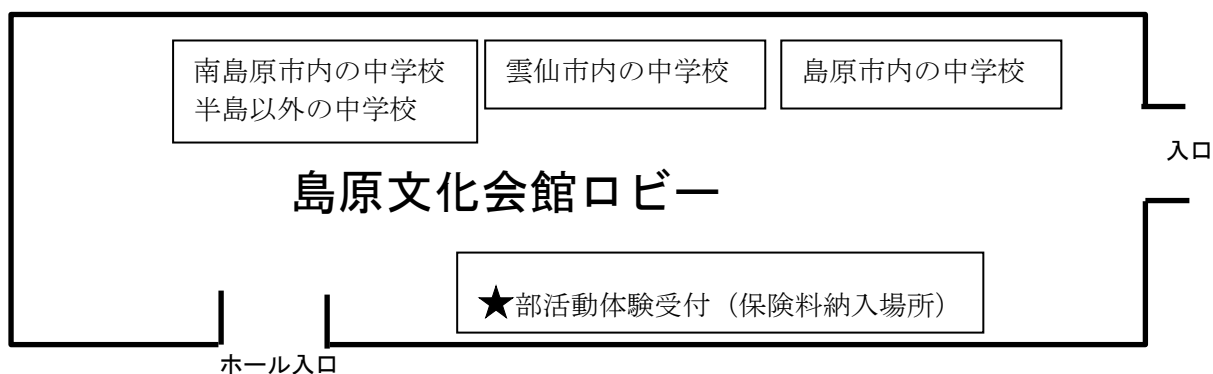 南島原市内の中学校
半島以外の中学校
雲仙市内の中学校
島原市内の中学校
入口
島原文化会館ロビー
★部活動体験受付（保険料納入場所）
ホール入口